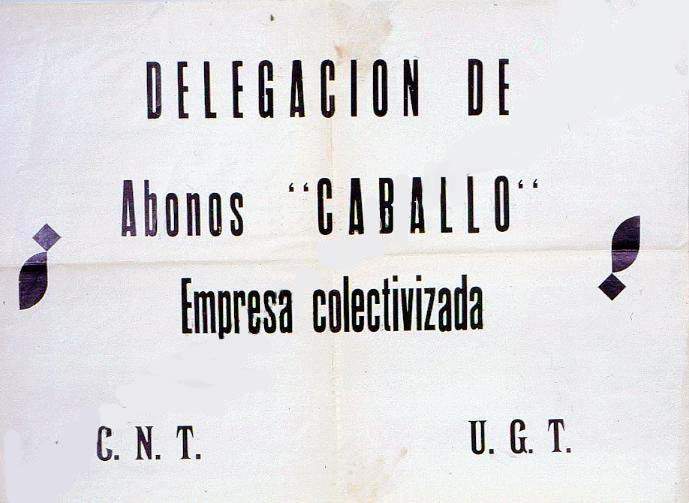 DELEGACION DE
Abonos "CABALLO"
Empresa colectivizada
C. N. T. U. G. T.